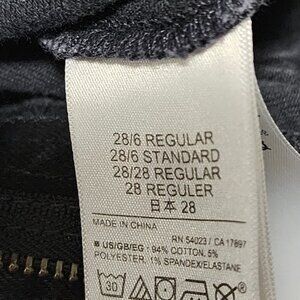 28/6 REGULAR
28/6 STANDARD
28/28 REGULAR
28 REGULER
日本 28
MADE IN CHINA
RN 54023 / CA 17897
■ US/GB/EG: 94% COTTON, 5%
POLYESTER, 1% SPANDEX/ELASTANE
30